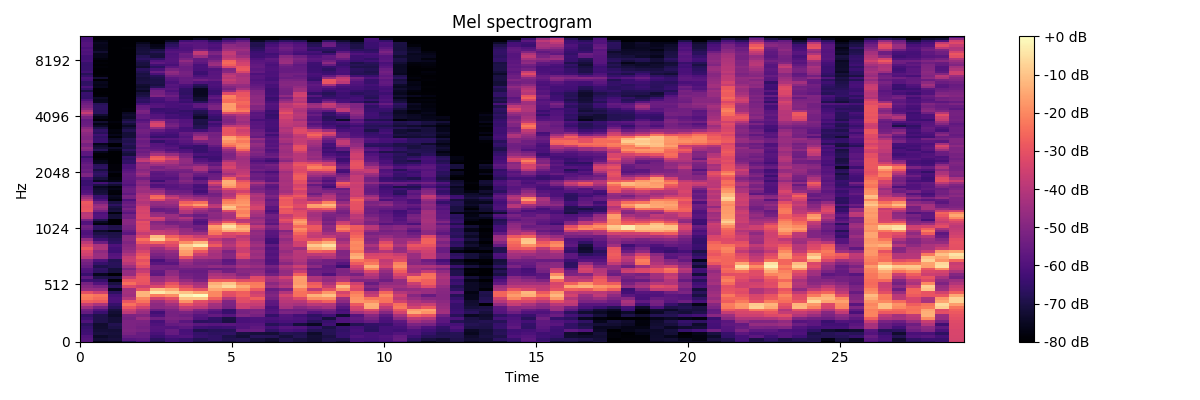 Mel spectrogram
Hz
8192
4096
2048
1024
512
0
0 5 10 15 20 25
Time
+0 dB
-10 dB
-20 dB
-30 dB
-40 dB
-50 dB
-60 dB
-70 dB
-80 dB